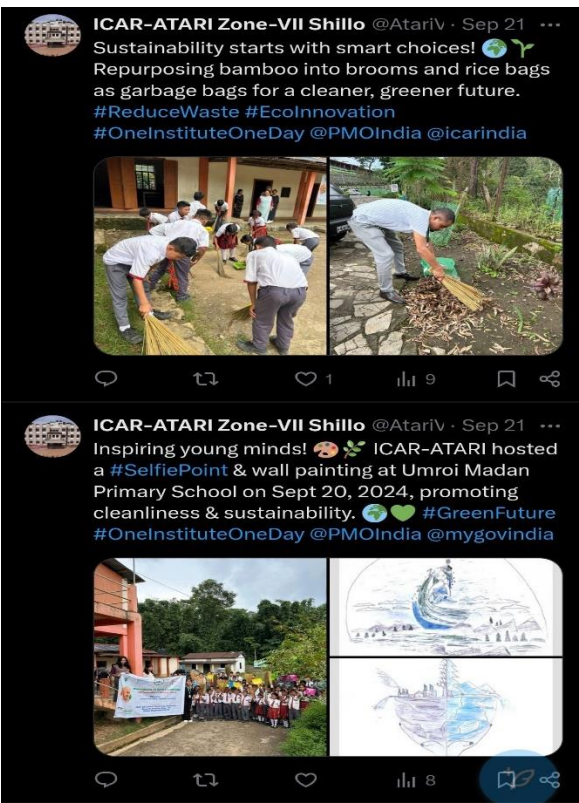 ICAR-ATARI Zone-VII Shillo @AtariV · Sep 21 ···
Sustainability starts with smart choices! 🌍🌱
Repurposing bamboo into brooms and rice bags
as garbage bags for a cleaner, greener future.
#ReduceWaste #EcoInnovation
#OneInstituteOneDay @PMOIndia @icarindia
1 9
ICAR-ATARI Zone-VII Shillo @AtariV · Sep 21 ···
Inspiring young minds! 🎨🌿 ICAR-ATARI hosted
a #SelfiePoint & wall painting at Umroi Madan
Primary School on Sept 20, 2024, promoting
cleanliness & sustainability. 🌍💚 #GreenFuture
#OneInstituteOneDay @PMOIndia @mygovindia
8